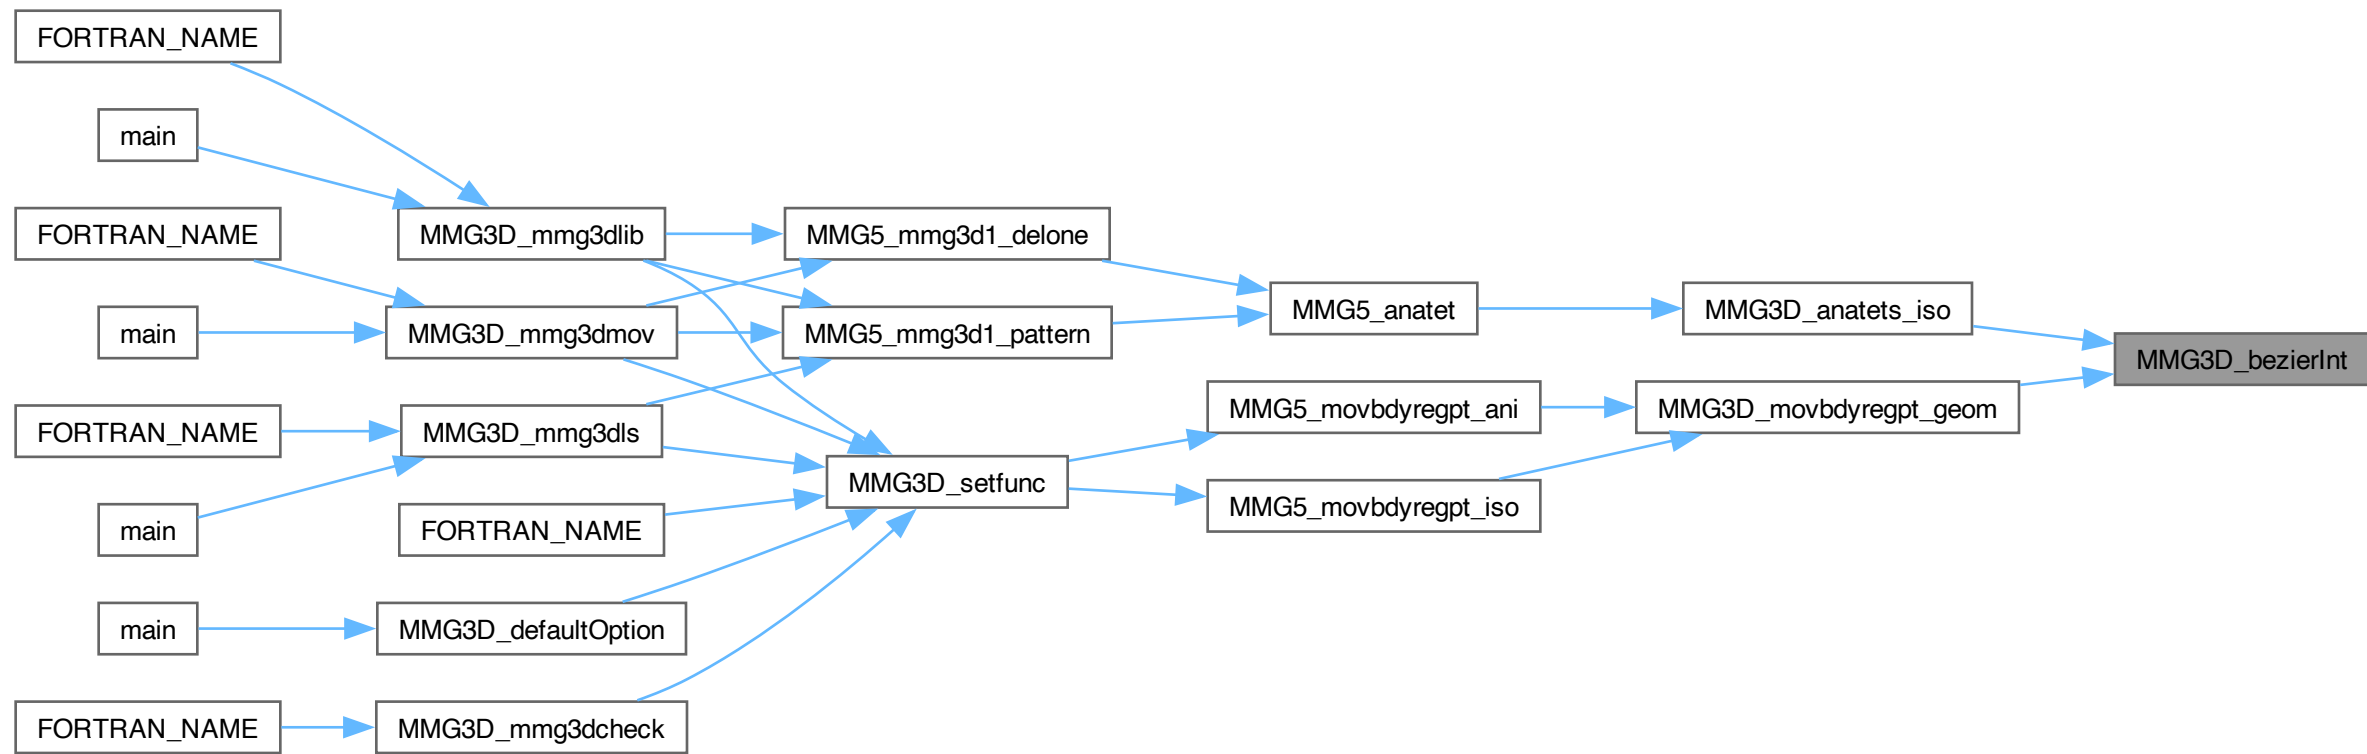 FORTRAN_NAME
main
FORTRAN_NAME
main
FORTRAN_NAME
main
main
FORTRAN_NAME
MMG3D_mmg3dlib
MMG3D_mmg3dmov
MMG3D_mmg3dls
FORTRAN_NAME
MMG3D_defaultOption
MMG3D_mmg3dcheck
MMG5_mmg3d1_delone
MMG5_mmg3d1_pattern
MMG3D_setfunc
MMG5_anatet
MMG5_movbdyregpt_ani
MMG5_movbdyregpt_iso
MMG3D_anatets_iso
MMG3D_movbdyregpt_geom
MMG3D_bezierInt